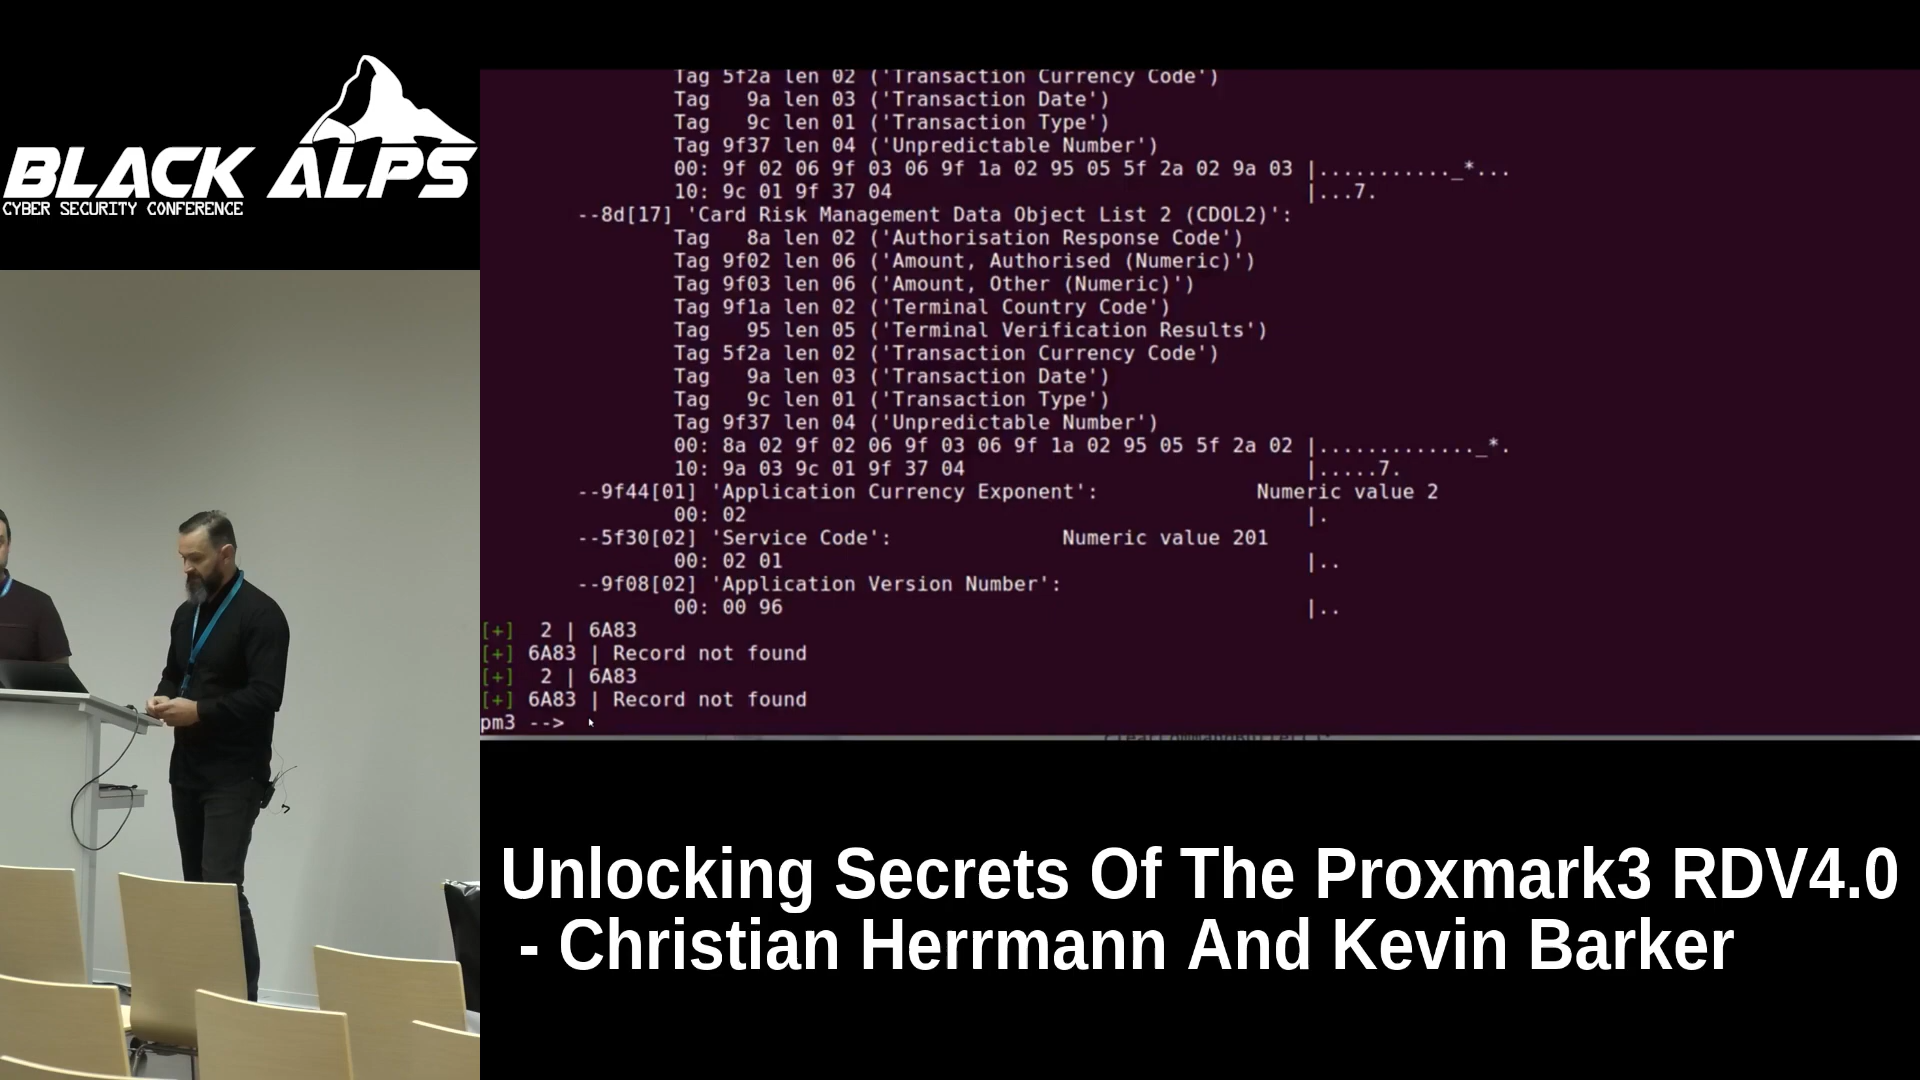 BLACK ALPS
CYBER SECURITY CONFERENCE
Tag 5f2a len 02 ('Transaction Currency Code')
Tag   9a len 03 ('Transaction Date')
Tag   9c len 01 ('Transaction Type')
Tag 9f37 len 04 ('Unpredictable Number')
00: 9f 02 06 9f 03 06 9f 1a 02 95 05 5f 2a 02 9a 03 |..........._*...
10: 9c 01 9f 37 04 |...7.
--8d[17] 'Card Risk Management Data Object List 2 (CDOL2)':
Tag   8a len 02 ('Authorisation Response Code')
Tag 9f02 len 06 ('Amount, Authorised (Numeric)')
Tag 9f03 len 06 ('Amount, Other (Numeric)')
Tag 9f1a len 02 ('Terminal Country Code')
Tag   95 len 05 ('Terminal Verification Results')
Tag 5f2a len 02 ('Transaction Currency Code')
Tag   9a len 03 ('Transaction Date')
Tag   9c len 01 ('Transaction Type')
Tag 9f37 len 04 ('Unpredictable Number')
00: 8a 02 9f 02 06 9f 03 06 9f 1a 02 95 05 5f 2a 02 |............._*.
10: 9a 03 9c 01 9f 37 04 |.....7.
--9f44[01] 'Application Currency Exponent': Numeric value 2
00: 02 |.
--5f30[02] 'Service Code': Numeric value 201
00: 02 01 |..
--9f08[02] 'Application Version Number':
00: 00 96 |..
[+]  2 | 6A83
[+] 6A83 | Record not found
[+]  2 | 6A83
[+] 6A83 | Record not found
pm3 -->
Unlocking Secrets Of The Proxmark3 RDV4.0
- Christian Herrmann And Kevin Barker